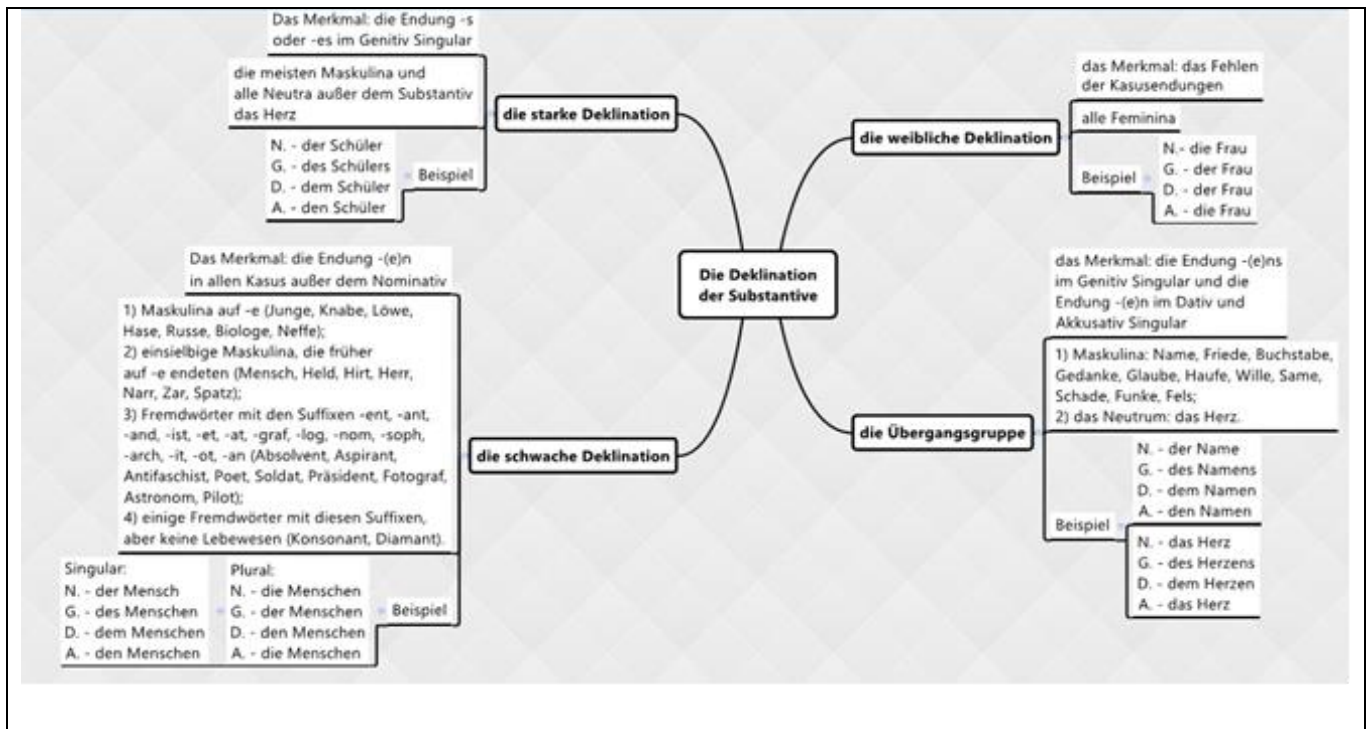 Das Merkmal: die Endung -s
oder -es im Genitiv Singular
die meisten Maskulina und
alle Neutra außer dem Substantiv
das Herz
die starke Deklination
N. - der Schüler
G. - des Schülers
D. - dem Schüler
A. - den Schüler
Beispiel
Das Merkmal: die Endung -(e)n
in allen Kasus außer dem Nominativ
1) Maskulina auf -e (Junge, Knabe, Löwe,
Hase, Russe, Biologe, Neffe);
2) einsielbige Maskulina, die früher
auf -e endeten (Mensch, Held, Hirt, Herr,
Narr, Zar, Spatz);
3) Fremdwörter mit den Suffixen -ent, -ant,
-and, -ist, -et, -at, -graf, -log, -nom, -soph,
-arch, -it, -ot, -an (Absolvent, Aspirant,
Antifaschist, Poet, Soldat, Präsident, Fotograf,
Astronom, Pilot);
4) einige Fremdwörter mit diesen Suffixen,
aber keine Lebewesen (Konsonant, Diamant).
die schwache Deklination
Singular:
N. - der Mensch
G. - des Menschen
D. - dem Menschen
A. - den Menschen
Plural:
N. - die Menschen
G. - der Menschen
D. - den Menschen
A. - die Menschen
Beispiel
Die Deklination
der Substantive
das Merkmal: das Fehlen
der Kasusendungen
alle Feminina
die weibliche Deklination
Beispiel
N.- die Frau
G. - der Frau
D. - der Frau
A. - die Frau
das Merkmal: die Endung -(e)ns
im Genitiv Singular und die
Endung -(e)n im Dativ und
Akkusativ Singular
1) Maskulina: Name, Friede, Buchstabe,
Gedanke, Glaube, Haufe, Wille, Same,
Schade, Funke, Fels;
2) das Neutrum: das Herz.
die Übergangsgruppe
N. - der Name
G. - des Namens
D. - dem Namen
A. - den Namen
Beispiel
N. - das Herz
G. - des Herzens
D. - dem Herzen
A. - das Herz